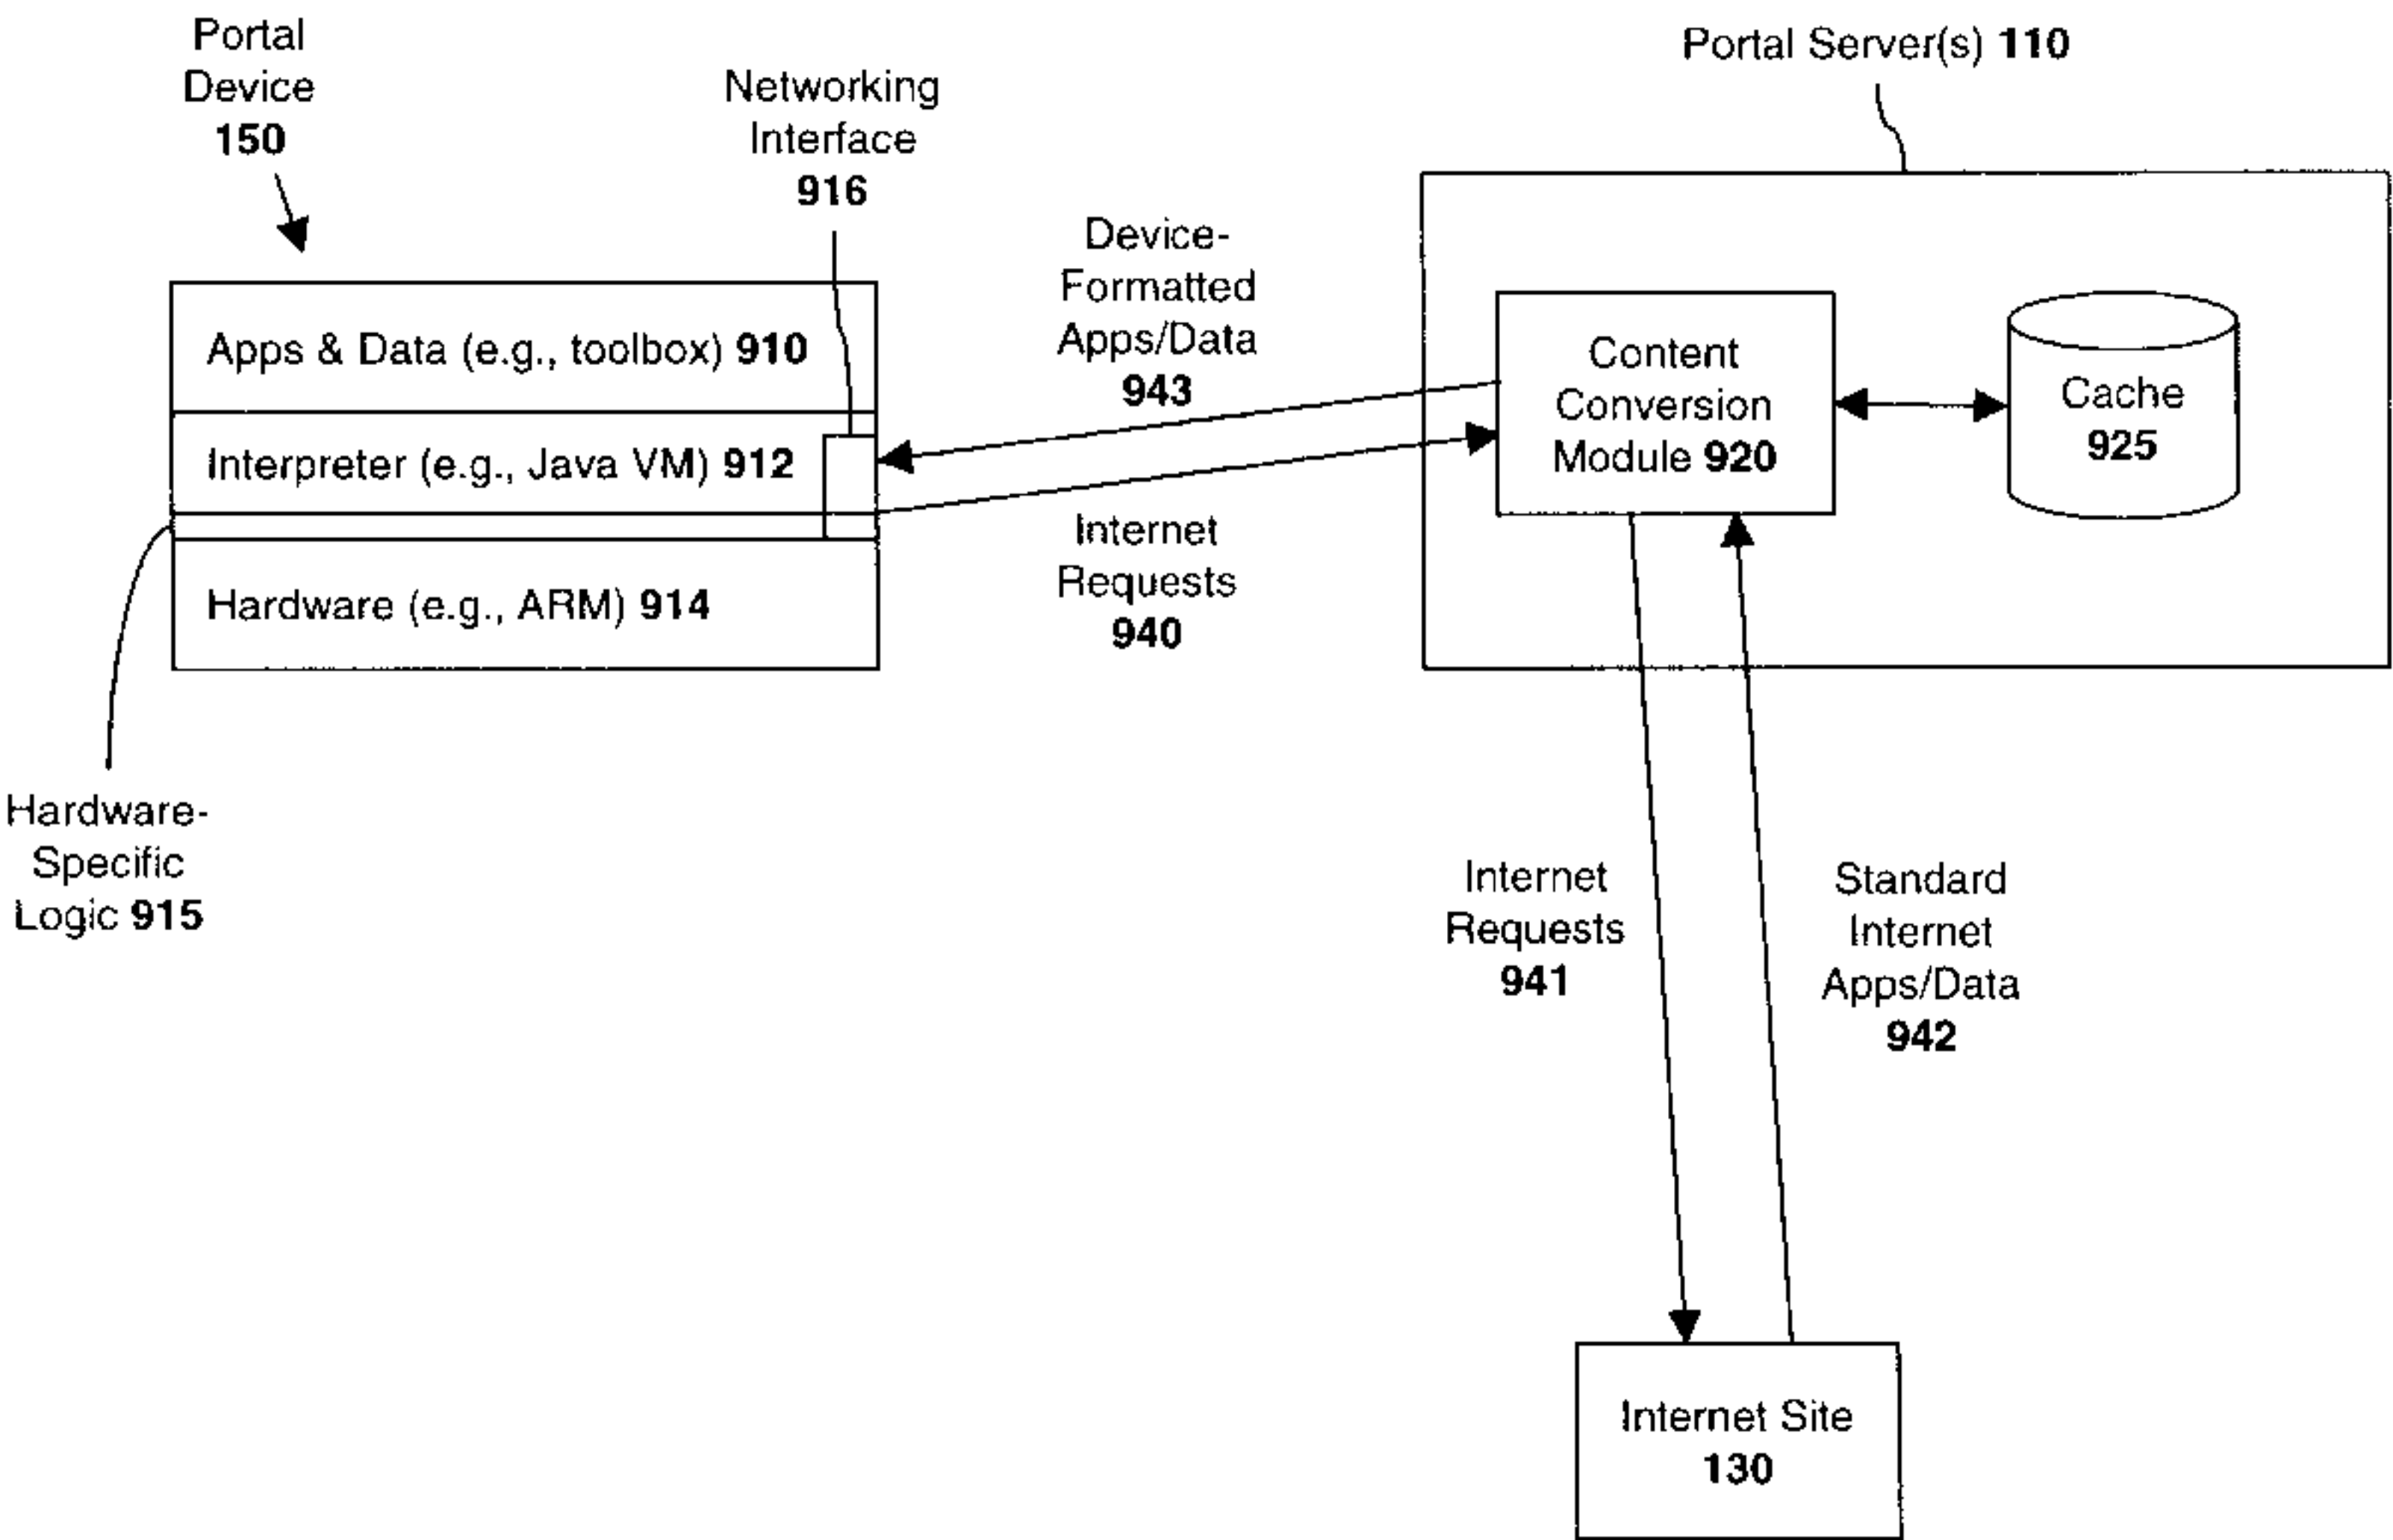 Portal
Device
150
Networking
Interface
916
Portal Server(s) 110
Apps & Data (e.g., toolbox) 910
Interpreter (e.g., Java VM) 912
Hardware (e.g., ARM) 914
Hardware-
Specific
Logic 915
Device-
Formatted
Apps/Data
943
Internet
Requests
940
Content
Conversion
Module 920
Cache
925
Internet
Requests
941
Standard
Internet
Apps/Data
942
Internet Site
130